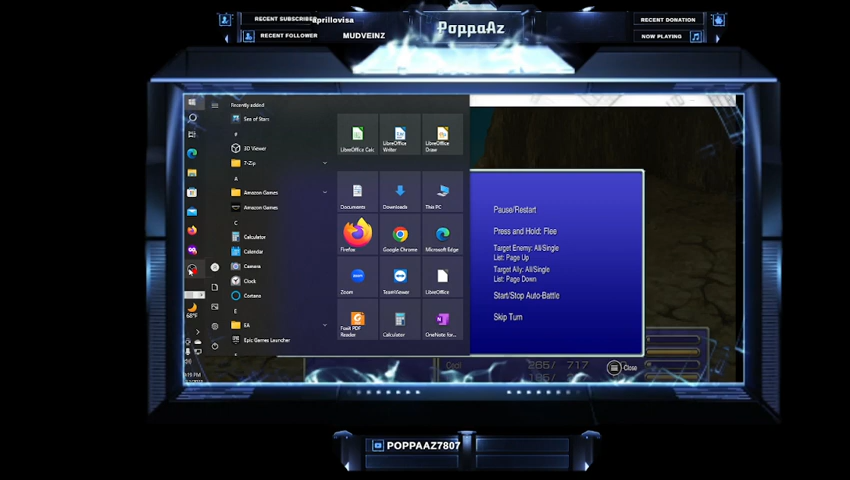 RECENT SUBSCRIBER
aprillovisa
RECENT FOLLOWER
MUDVEINZ
PoppaAz
RECENT DONATION
NOW PLAYING
Recently added
Sea of Stars
#
3D Viewer
7-Zip
A
Amazon Games
Amazon Games
C
Calculator
Calendar
Camera
Clock
Cortana
E
EA
Epic Games Launcher
LibreOffice Calc
LibreOffice
Writer
LibreOffice
Draw
Documents
Downloads
This PC
Firefox
Google Chrome
Microsoft Edge
Zoom
TeamViewer
LibreOffice
Foxit PDF
Reader
Calculator
OneNote for...
68°F
Pause/Restart
Press and Hold: Flee
Target Enemy: All/Single
List: Page Up
Target Ally: All/Single
List: Page Down
Start/Stop Auto-Battle
Skip Turn
266/ 717
Close
POPPAAZ7807